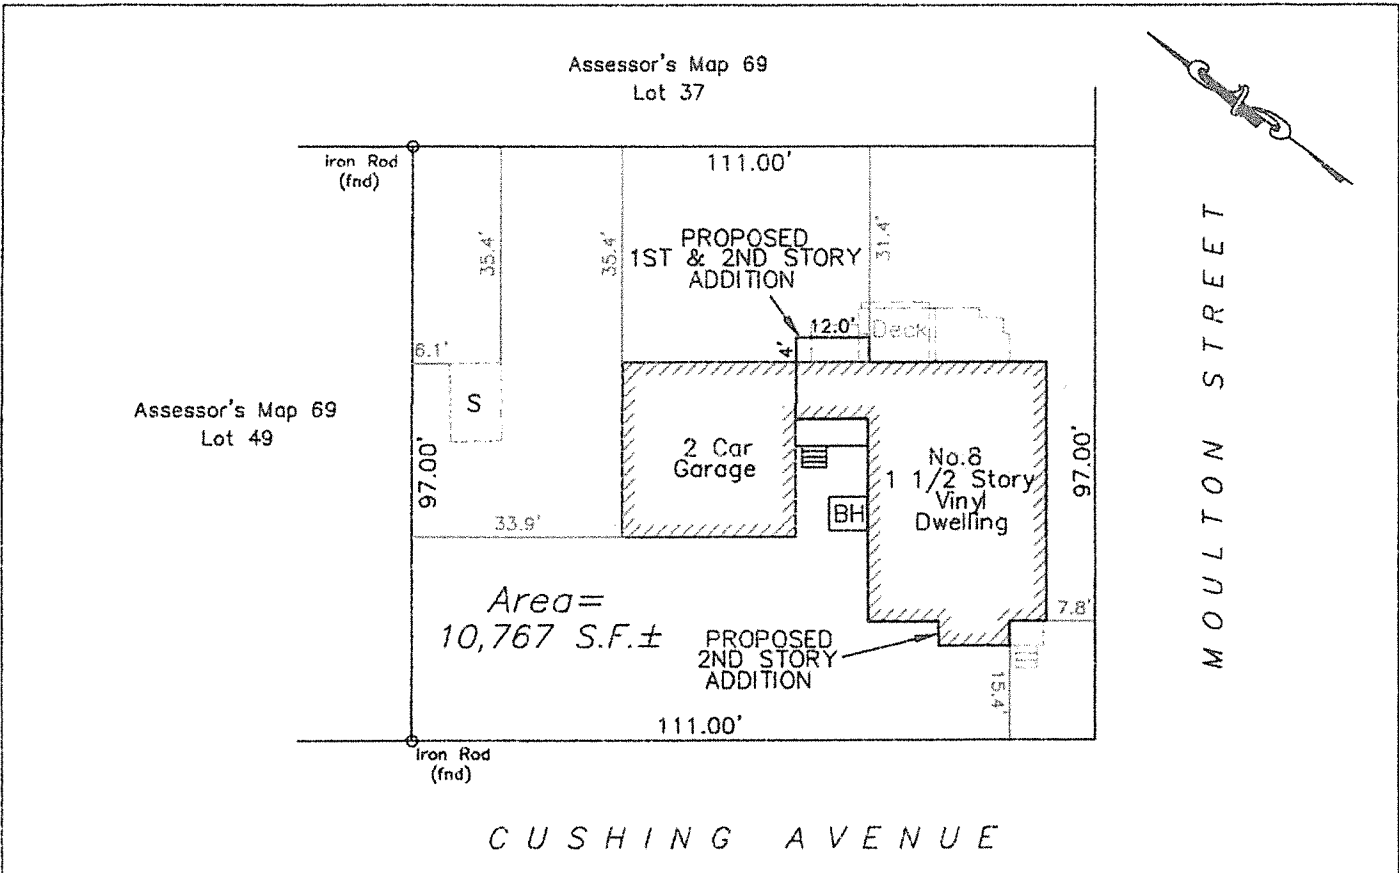 Assessor's Map 69
Lot 37
Iron Rod
(fnd)
111.00'
35.4'
35.4'
31.4'
PROPOSED
1ST & 2ND STORY
ADDITION
12.0'
Deck
4'
6.1'
S
Assessor's Map 69
Lot 49
97.00'
2 Car
Garage
No.8
1 1/2 Story
Vinyl
Dwelling
97.00'
MOULTON STREET
BH
33.9'
Area=
10,767 S.F.±
PROPOSED
2ND STORY
ADDITION
7.8'
15.4'
111.00'
Iron Rod
(fnd)
CUSHING AVENUE